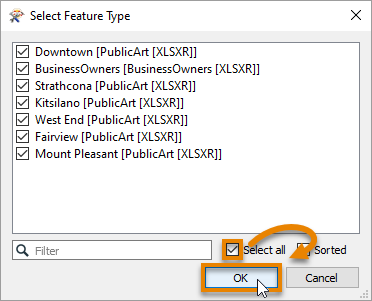 Select Feature Type
Downtown [PublicArt [XLSXR]]
BusinessOwners [BusinessOwners [XLSXR]]
Strathcona [PublicArt [XLSXR]]
Kitsilano [PublicArt [XLSXR]]
West End [PublicArt [XLSXR]]
Fairview [PublicArt [XLSXR]]
Mount Pleasant [PublicArt [XLSXR]]
Filter
Select all
Sorted
OK
Cancel